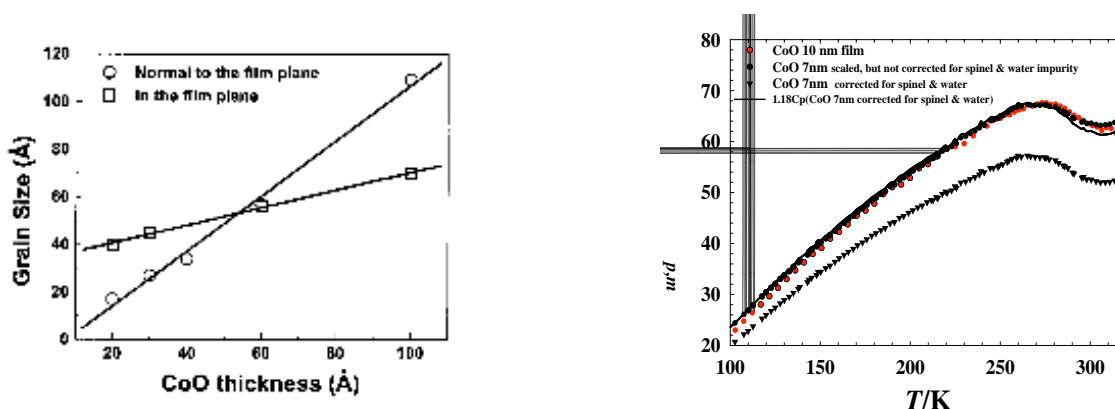 120
100
80
60
40
20
0
Grain Size (Å)
Normal to the film plane
In the film plane
20 40 60 80 100
CoO thickness (Å)
80
70
60
50
40
30
20
p,m
CoO 10 nm film
CoO 7nm scaled, but not corrected for spinel & water impurity
CoO 7nm corrected for spinel & water
1.18Cp(CoO 7nm corrected for spinel & water)
100 150 200 250 300
T/K